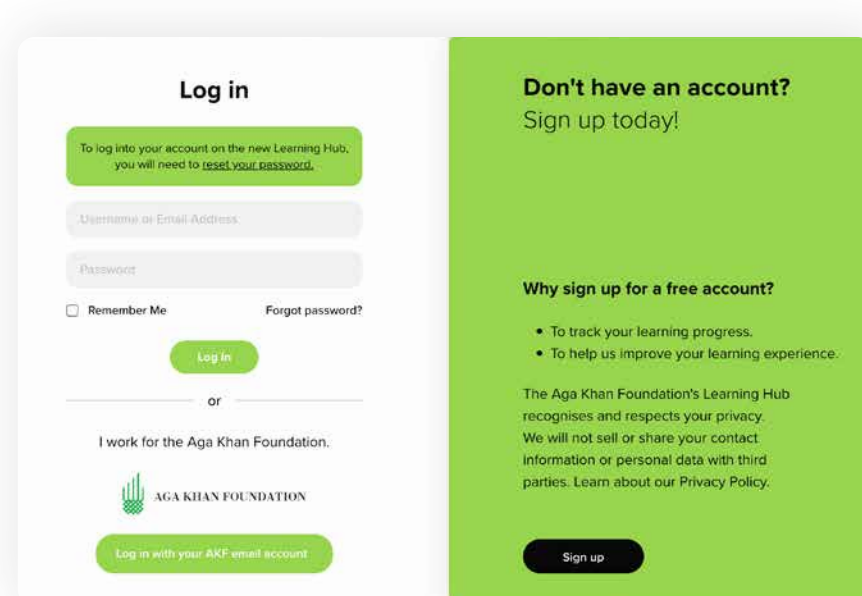 Log in
To log into your account on the new Learning Hub,
you will need to reset your password.
Username or Email Address
Password
Remember Me
Forgot password?
Log in
or
I work for the Aga Khan Foundation.
AGA KHAN FOUNDATION
Log in with your AKF email account
Don't have an account?
Sign up today!
Why sign up for a free account?
• To track your learning progress.
• To help us improve your learning experience.
The Aga Khan Foundation's Learning Hub
recognises and respects your privacy.
We will not sell or share your contact
information or personal data with third
parties. Learn about our Privacy Policy.
Sign up